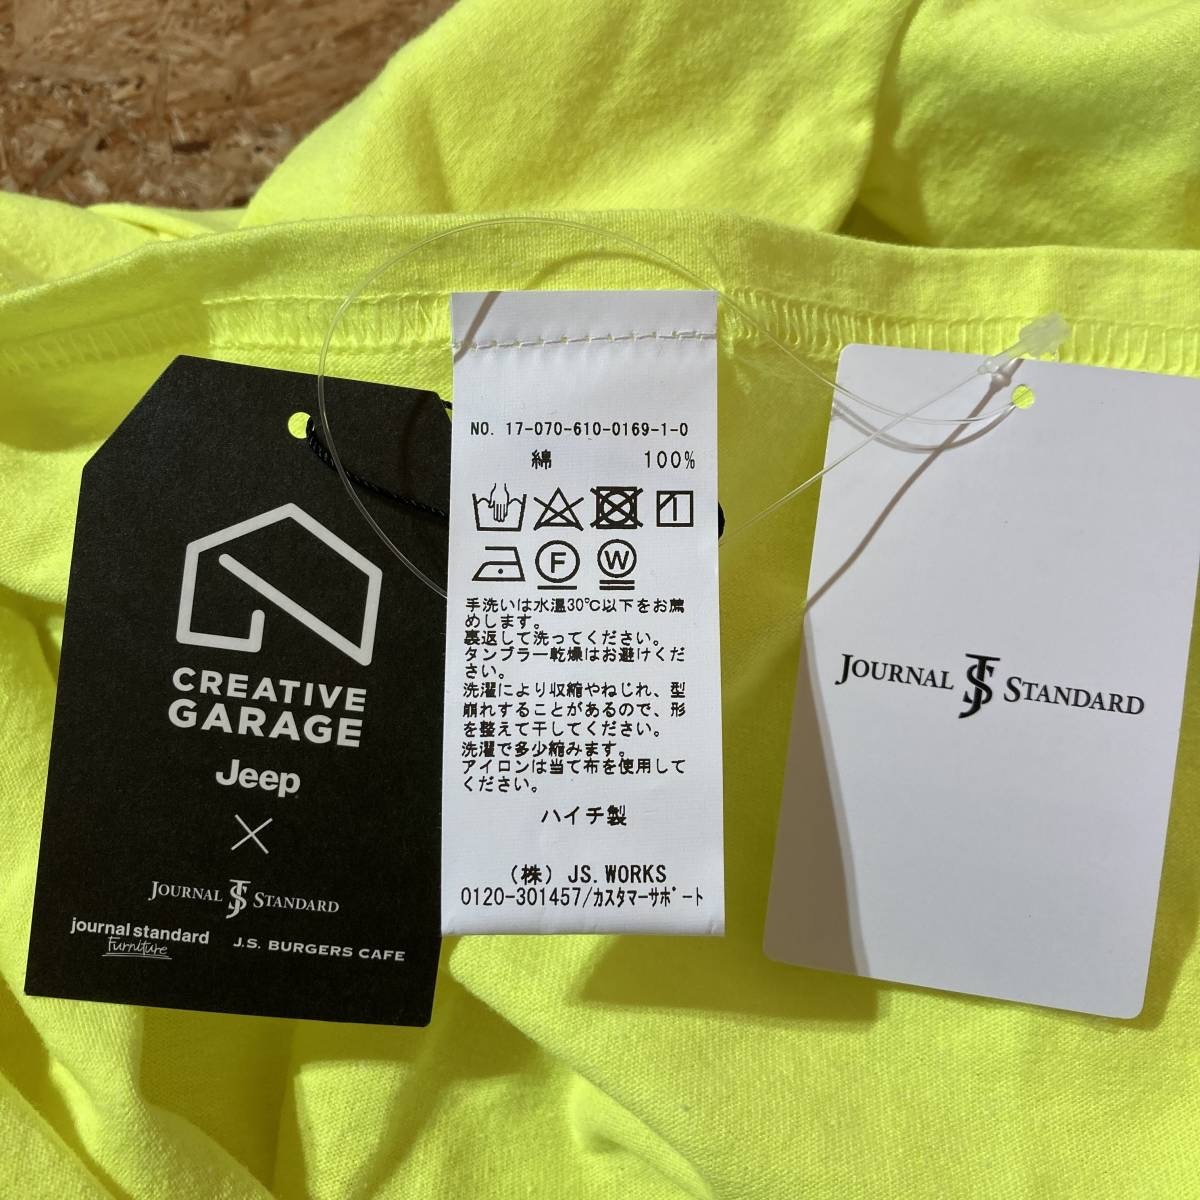 CREATIVE
GARAGE
Jeep
×
JOURNAL JS STANDARD
journal standard
Furniture
J.S. BURGERS CAFE
NO. 17-070-610-0169-1-0
綿 100%
F
W
手洗いは水温30℃以下をお薦
めします。
裏返して洗ってください。
タンブラー乾燥はお避けくだ
さい。
洗濯により収縮やねじれ、型
崩れすることがあるので、形
を整えて干してください。
洗濯で多少縮みます。
アイロンは当て布を使用して
ください。
ハイチ製
(株) JS.WORKS
0120-301457/カスタマーサポート
JOURNAL JS STANDARD